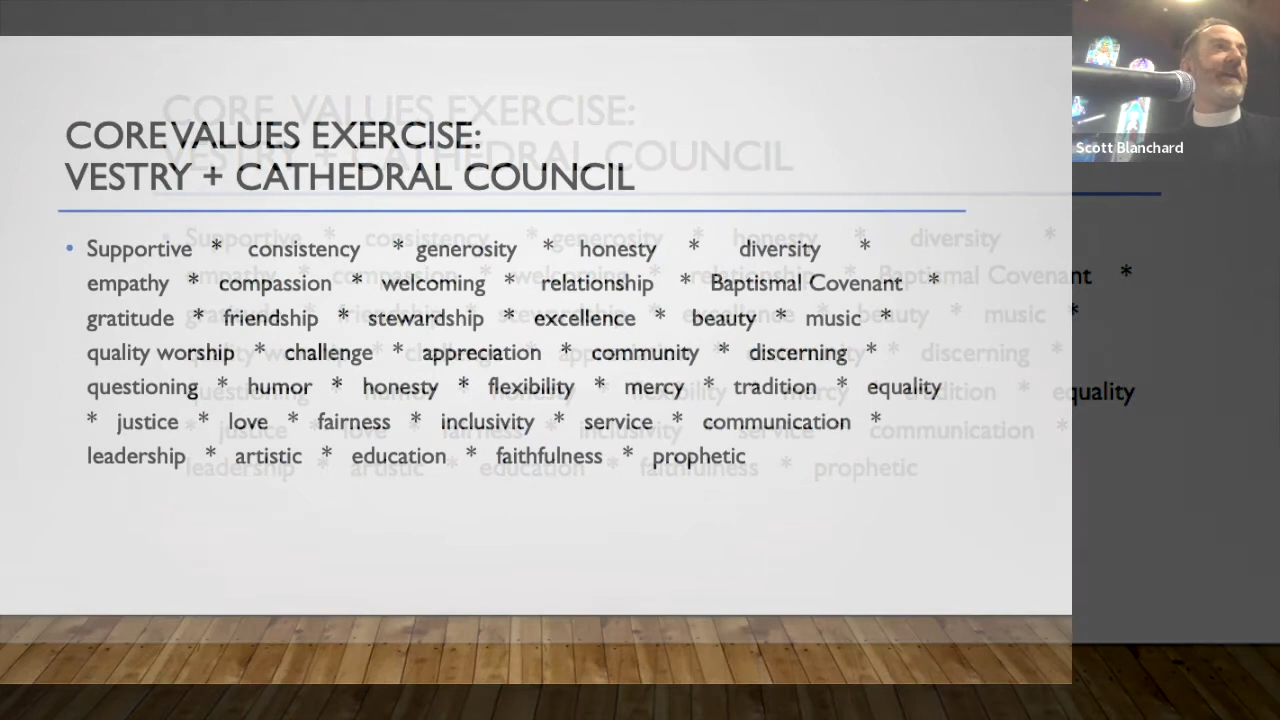 CORE VALUES EXERCISE:
VESTRY + CATHEDRAL COUNCIL
• Supportive * consistency * generosity * honesty * diversity *
empathy * compassion * welcoming * relationship * Baptismal Covenant *
gratitude * friendship * stewardship * excellence * beauty * music *
quality worship * challenge * appreciation * community * discerning *
questioning * humor * honesty * flexibility * mercy * tradition * equality
* justice * love * fairness * inclusivity * service * communication *
leadership * artistic * education * faithfulness * prophetic
Scott Blanchard